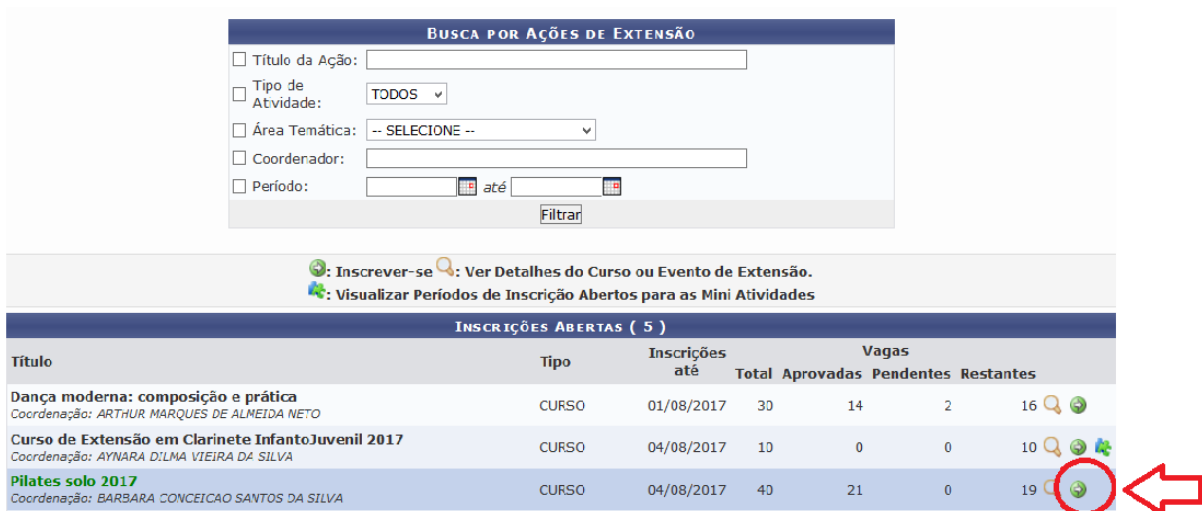 BUSCA POR AÇÕES DE EXTENSÃO
Título da Ação:
Tipo de
Atividade: TODOS
Área Temática: -- SELECIONE --
Coordenador:
Período: até
Filtrar
: Inscrever-se : Ver Detalhes do Curso ou Evento de Extensão.
: Visualizar Períodos de Inscrição Abertos para as Mini Atividades
INSCRIÇÕES ABERTAS ( 5 )
Título Tipo Inscrições até Vagas
Total Aprovadas Pendentes Restantes
Dança moderna: composição e prática CURSO 01/08/2017 30 14 2 16
Coordenação: ARTHUR MARQUES DE ALMEIDA NETO
Curso de Extensão em Clarinete InfantoJuvenil 2017 CURSO 04/08/2017 10 0 0 10
Coordenação: AYNARA DILMA VIEIRA DA SILVA
Pilates solo 2017 CURSO 04/08/2017 40 21 0 19
Coordenação: BARBARA CONCEICAO SANTOS DA SILVA